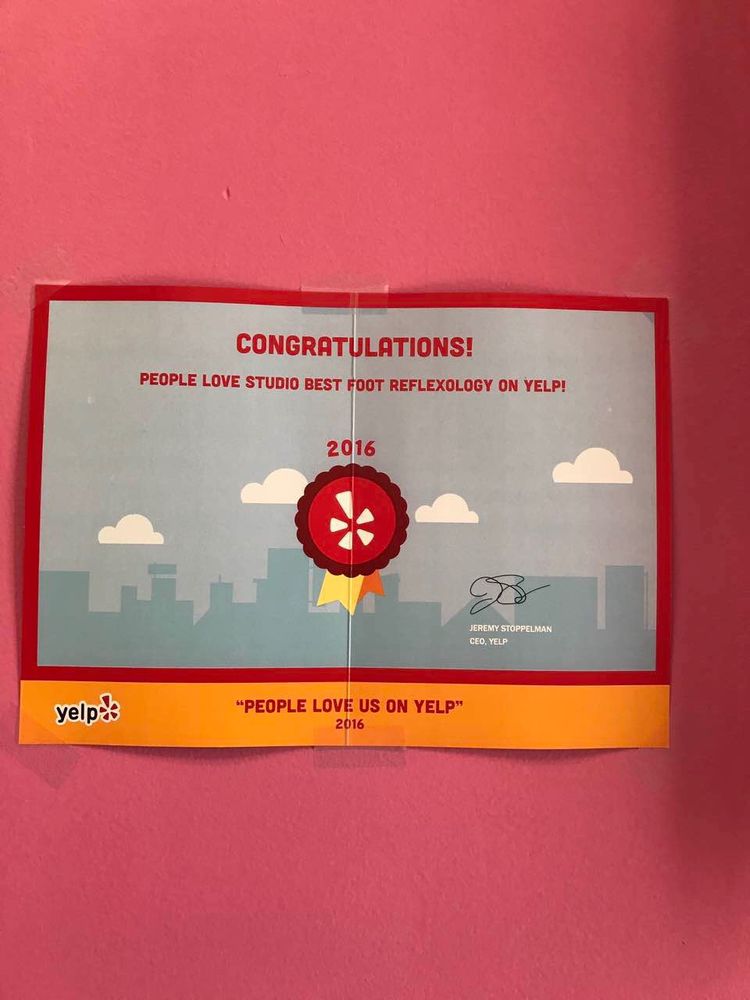 CONGRATULATIONS!
PEOPLE LOVE STUDIO BEST FOOT REFLEXOLOGY ON YELP!
2016
JEREMY STOPPELMAN
CEO, YELP
yelp
"PEOPLE LOVE US ON YELP"
2016